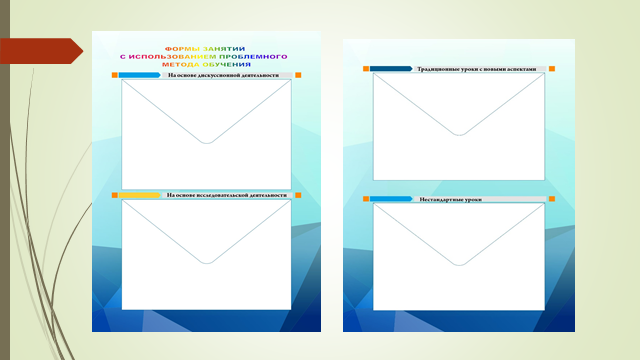 ФОРМЫ ЗАНЯТИЙ
С ИСПОЛЬЗОВАНИЕМ ПРОБЛЕМНОГО
МЕТОДА ОБУЧЕНИЯ
На основе дискуссионной деятельности
На основе исследовательской деятельности
Традиционные уроки с новыми аспектами
Нестандартные уроки